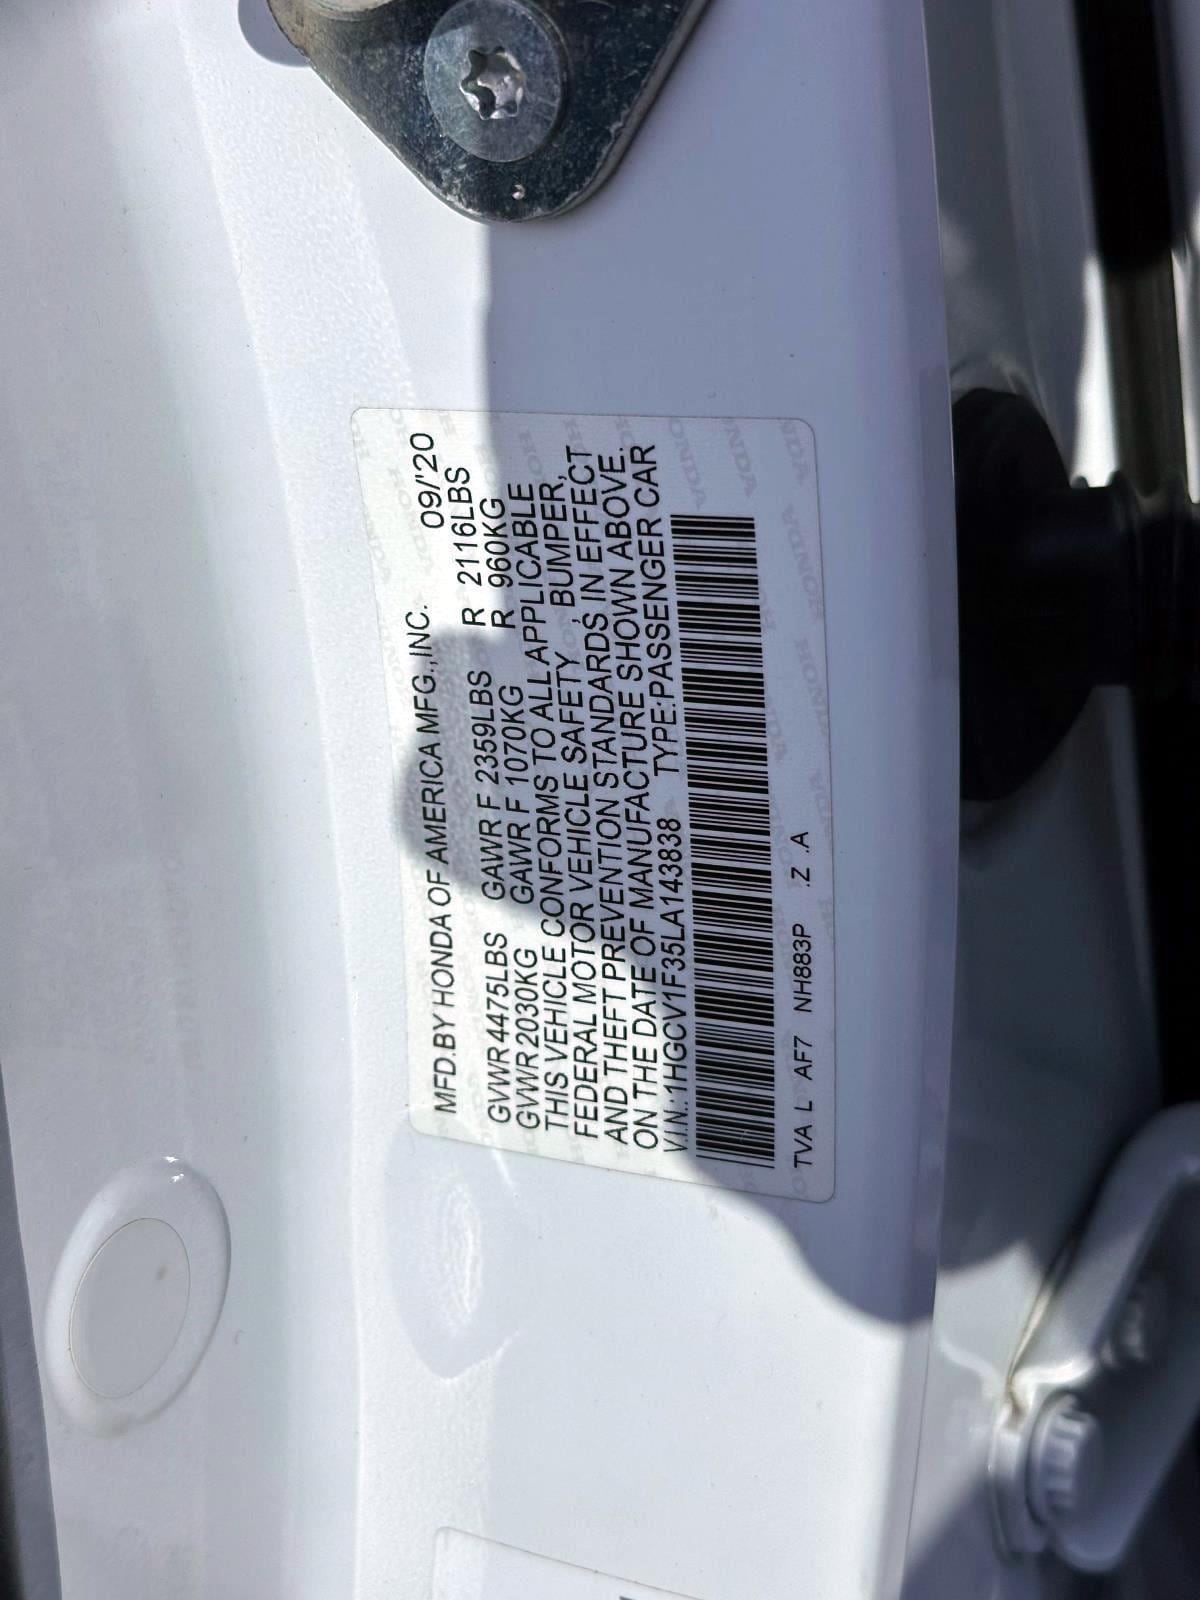 MFD.BY HONDA OF AMERICA MFG.,INC. 09/'20
GVWR 4475LBS GAWR F 2359LBS R 2116LBS
GVWR 2030KG GAWR F 1070KG R 960KG
THIS VEHICLE CONFORMS TO ALL APPLICABLE
FEDERAL MOTOR VEHICLE SAFETY, BUMPER,
AND THEFT PREVENTION STANDARDS IN EFFECT
ON THE DATE OF MANUFACTURE SHOWN ABOVE.
V.I.N.:1HGCV1F35LA143838 TYPE:PASSENGER CAR
TVA L AF7 NH883P .Z .A